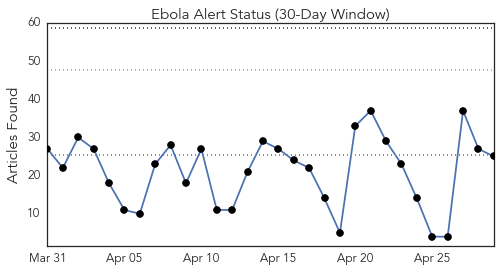 Ebola Alert Status (30-Day Window)
60
50
40
30
20
10
Articles Found
Mar 31 Apr 05 Apr 10 Apr 15 Apr 20 Apr 25